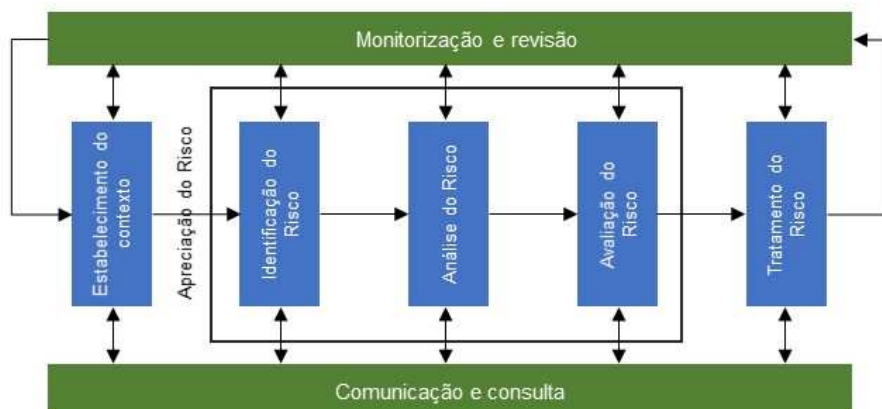 Monitorização e revisão
Estabelecimento do
contexto
Apreciação do Risco
Identificação do
Risco
Análise do Risco
Avaliação do
Risco
Tratamento do
Risco
Comunicação e consulta